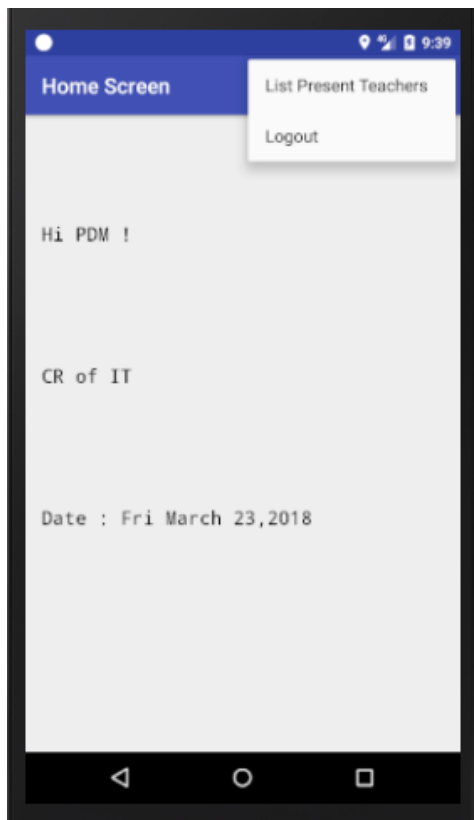 9:39
Home Screen
List Present Teachers
Logout
Hi PDM !
CR of IT
Date : Fri March 23,2018